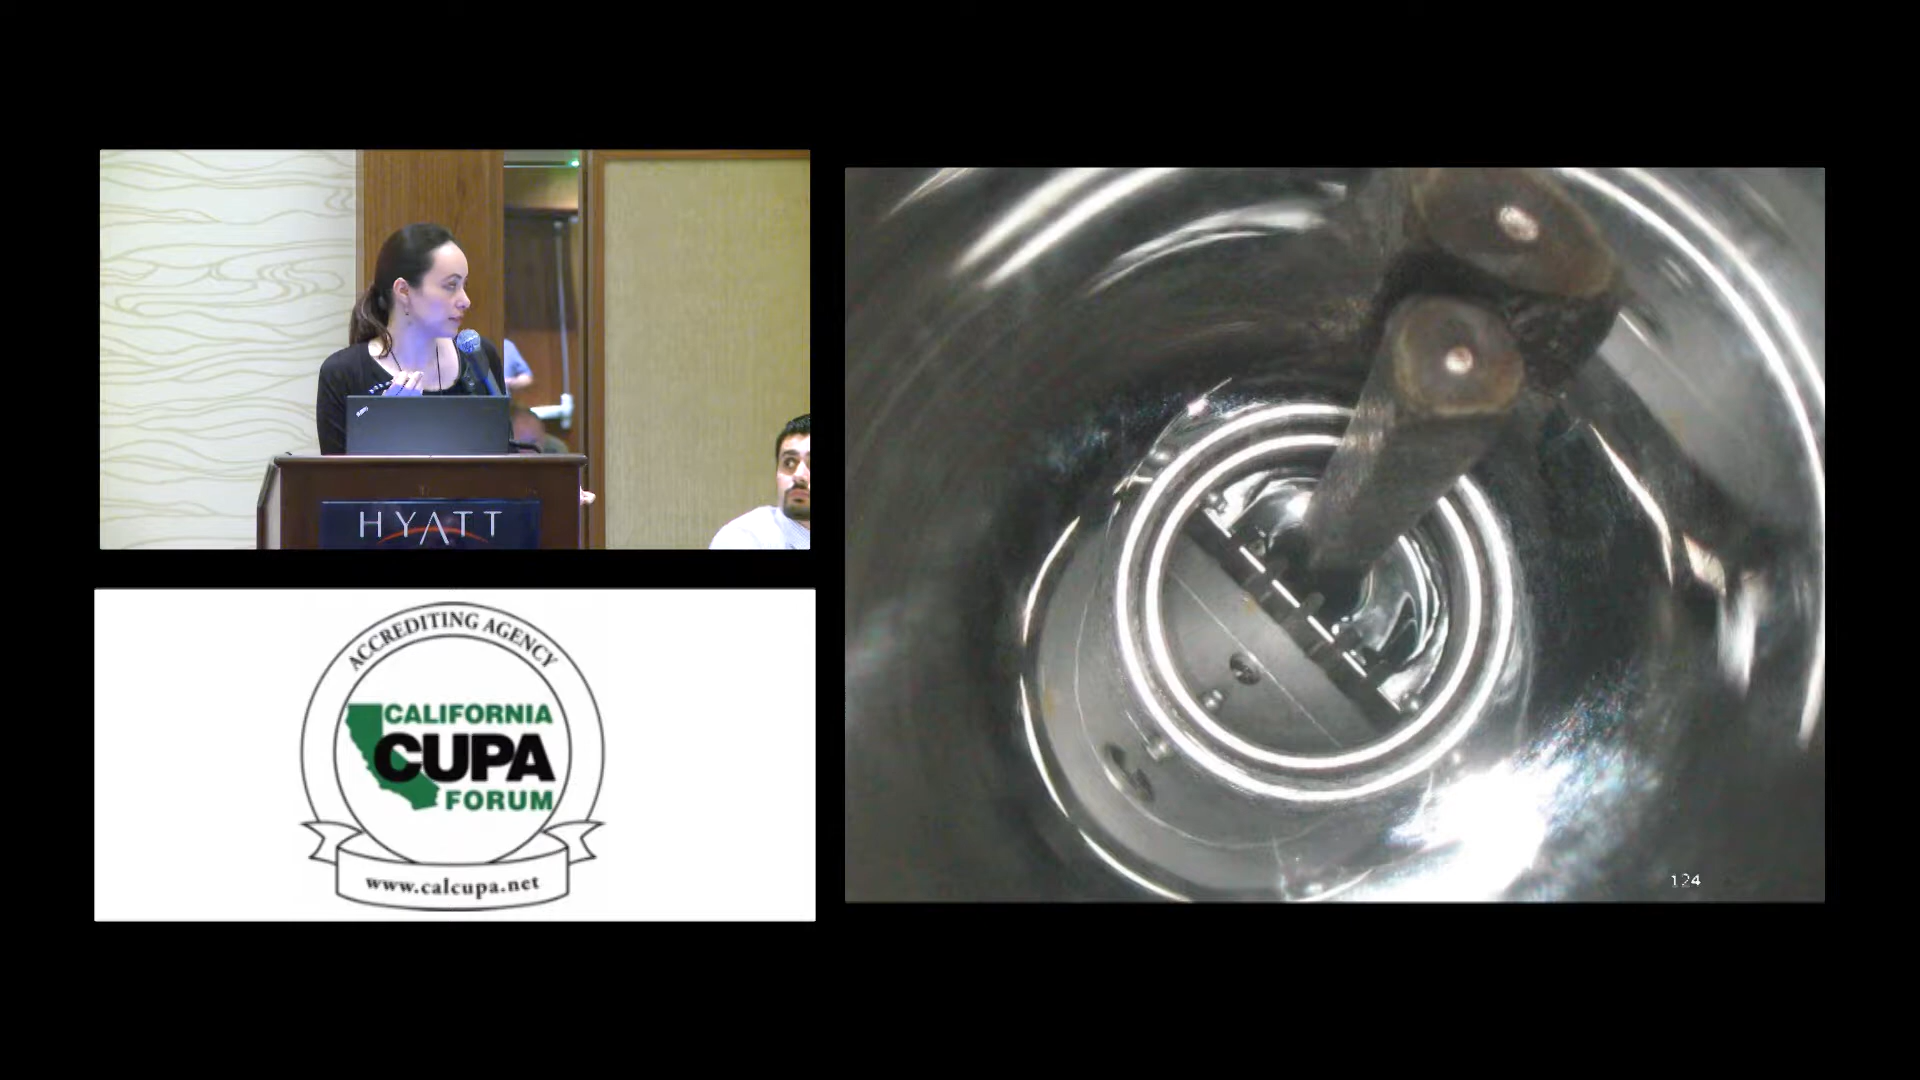 HYATT
ACCREDITING AGENCY
CALIFORNIA
CUPA
FORUM
www.calcupa.net
124